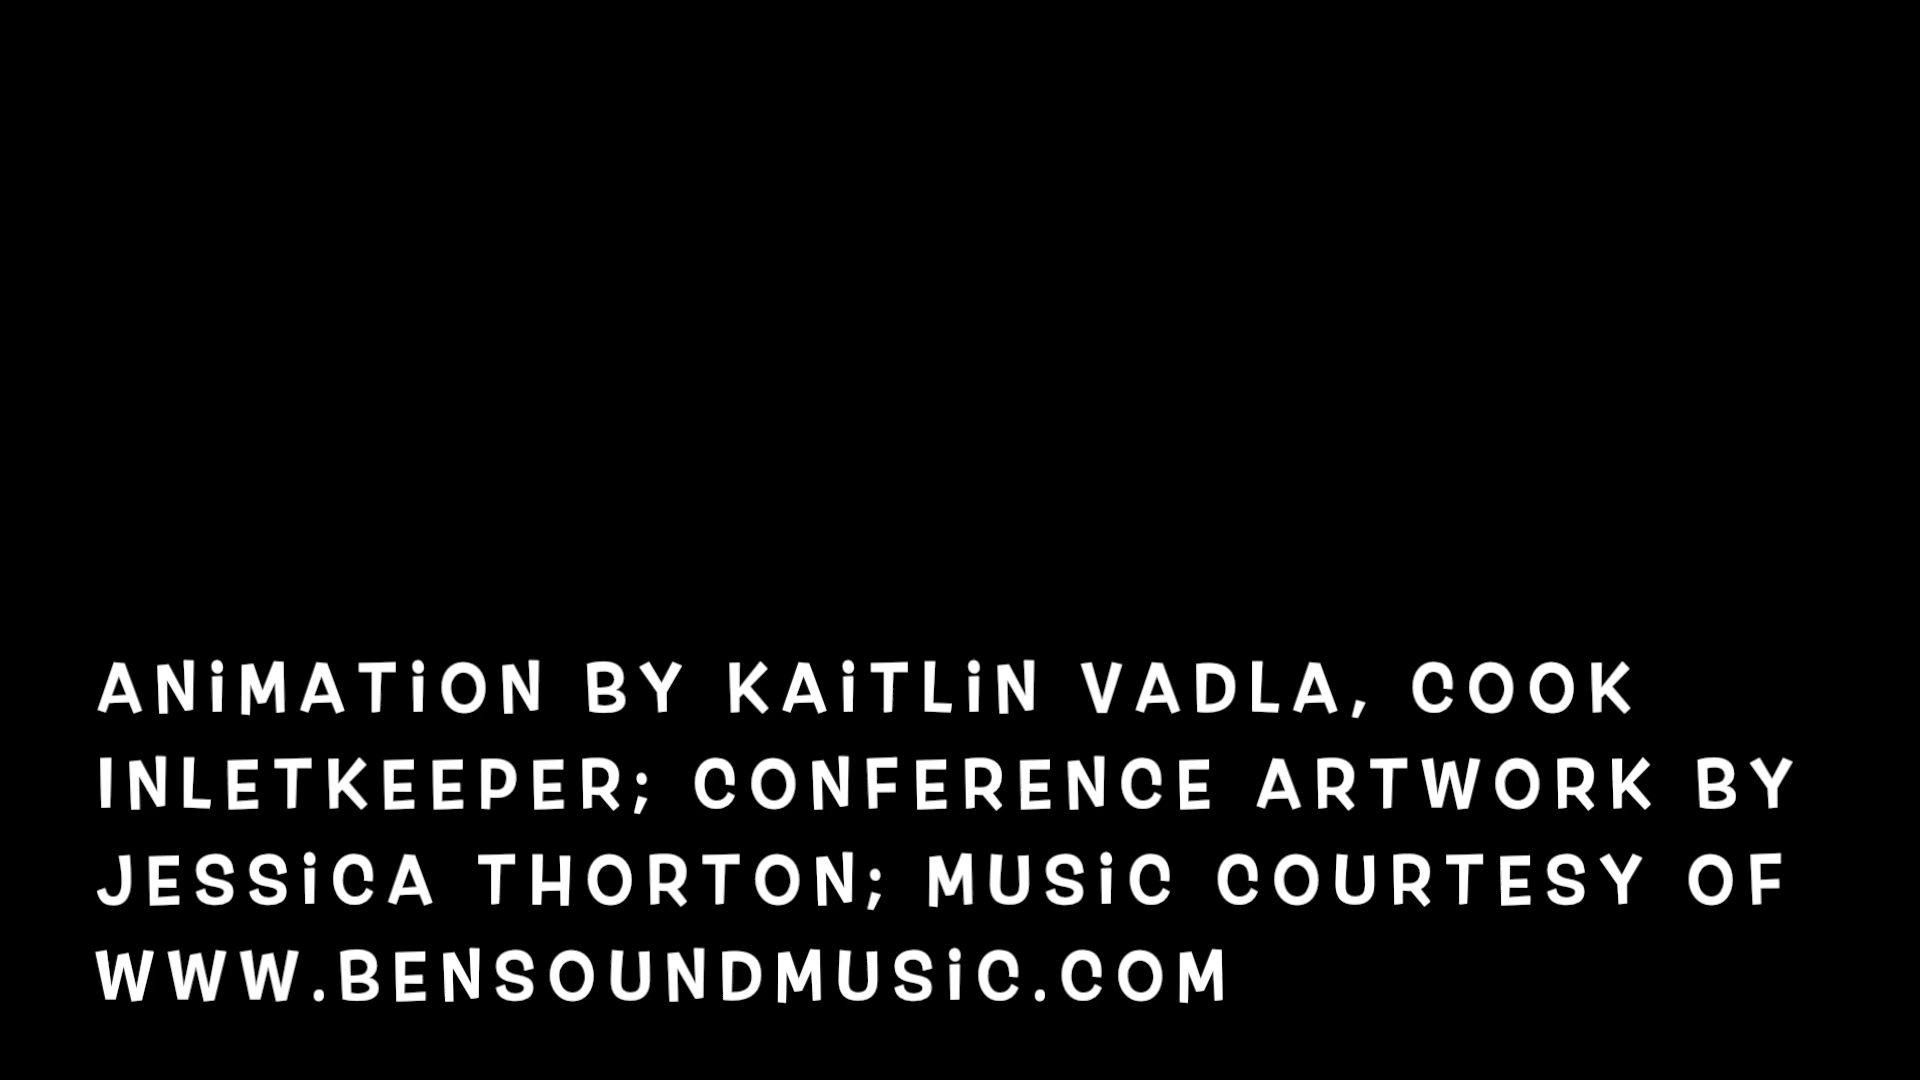 ANiMATiON BY KAiTLiN VADLA, COOK
INLETKEEPER; CONFERENCE ARTWORK BY
JESSiCA THORTON; MUSiC COURTESY OF
WWW.BENSOUNDMUSiC.COM